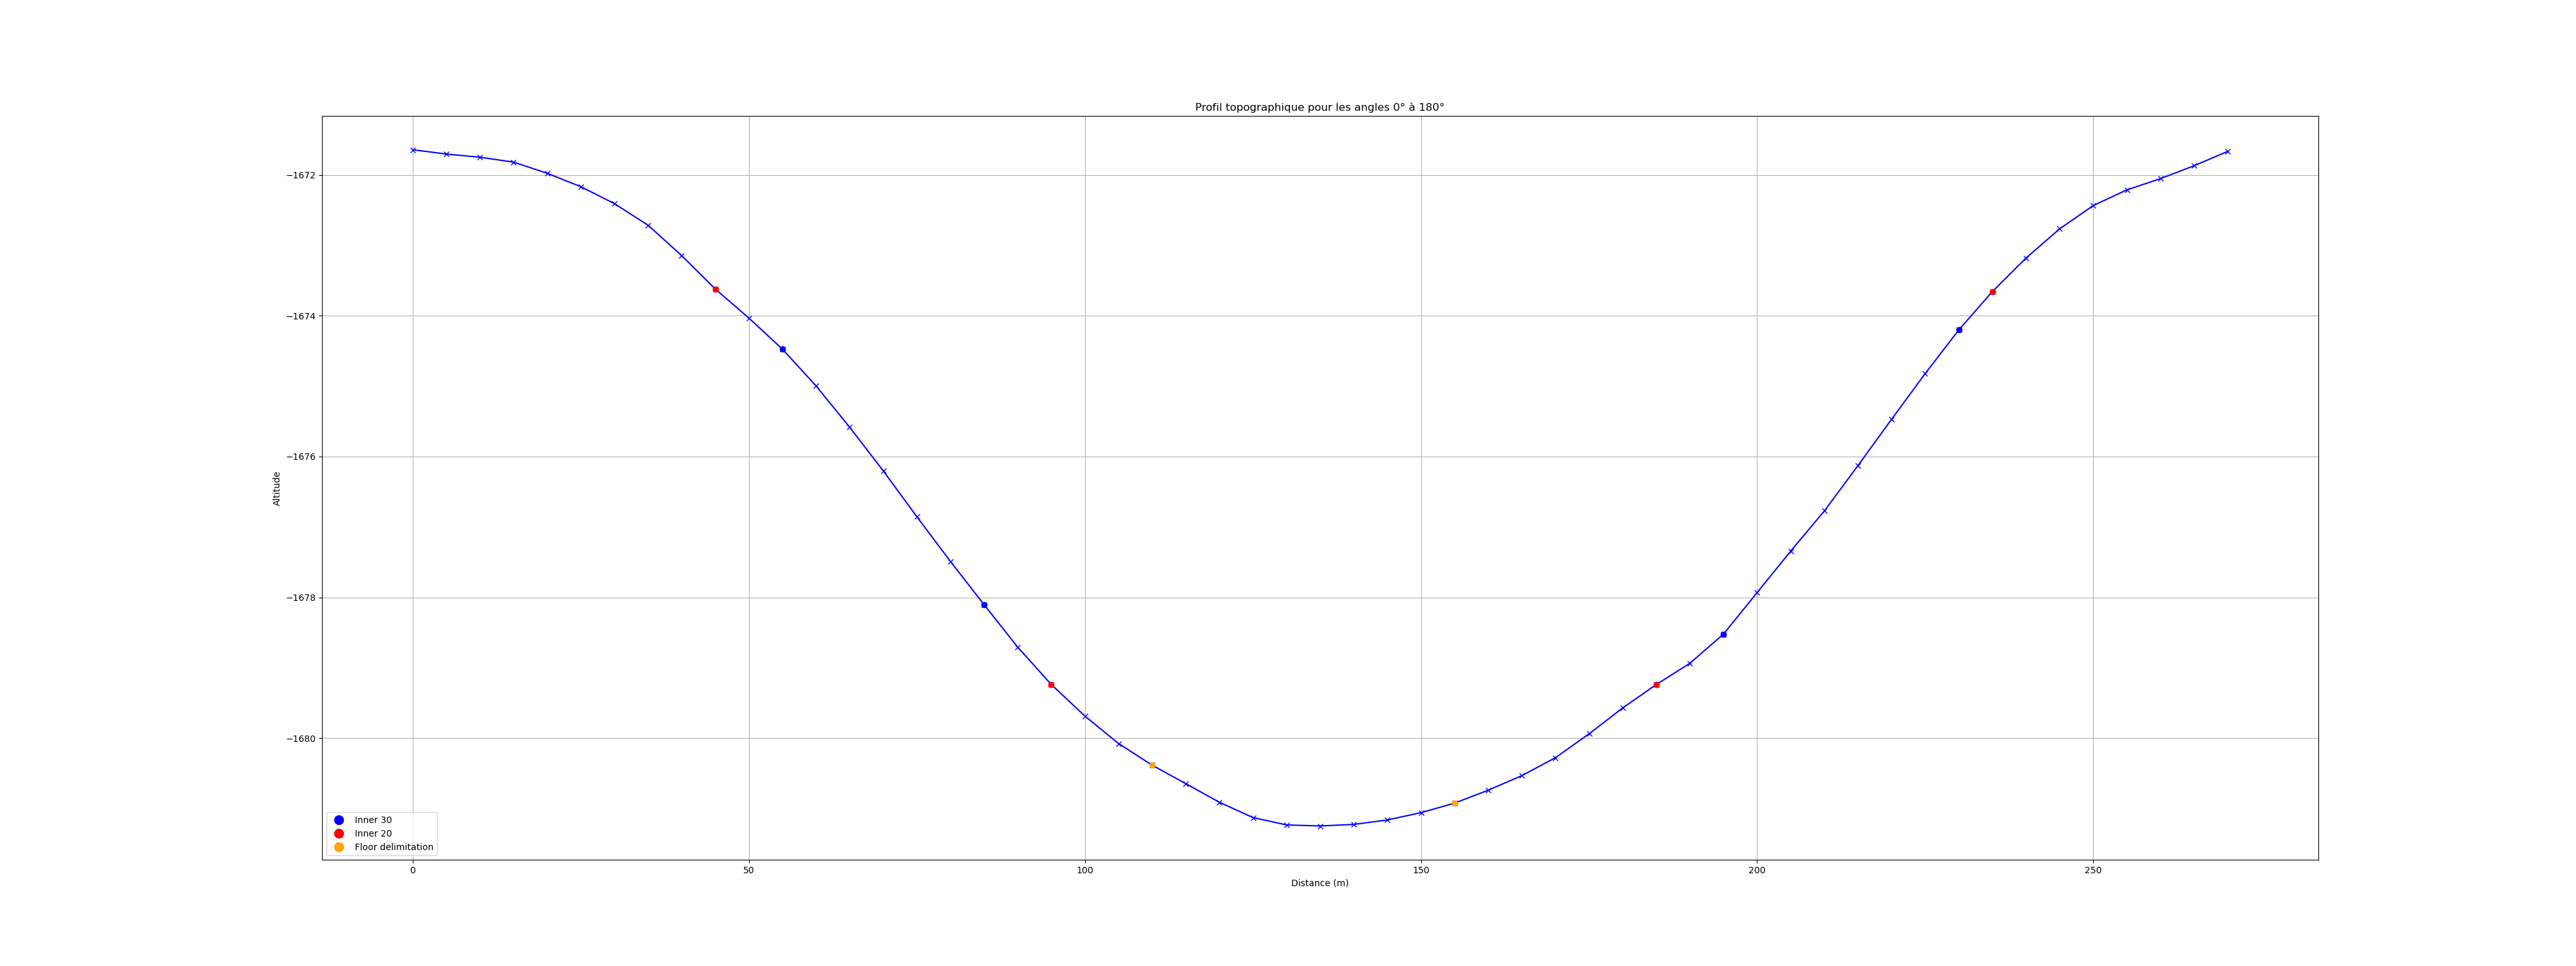 Profil topographique pour les angles 0° à 180°
−1672
−1674
−1676
−1678
−1680
Altitude
Inner 30
Inner 20
Floor delimitation
0
50
100
150
200
250
Distance (m)